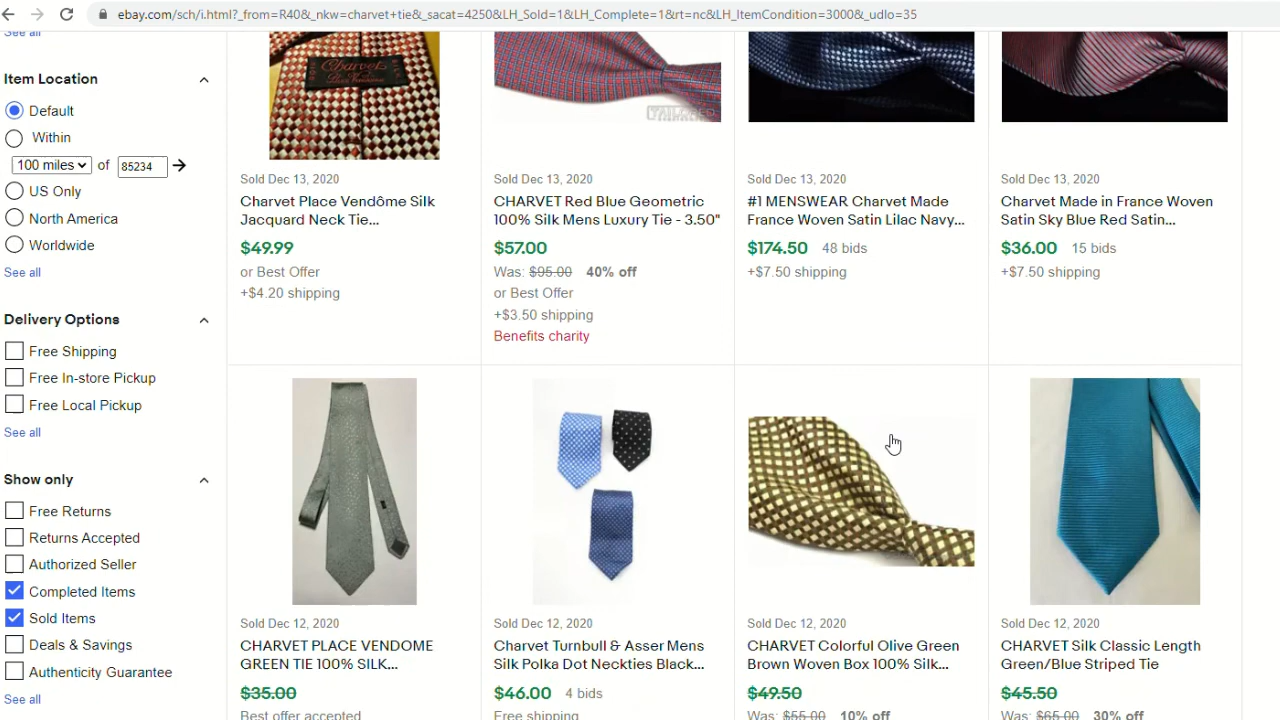 ebay.com/sch/i.html?_from=R40&_nkw=charvet+tie&_sacat=4250&LH_Sold=1&LH_Complete=1&rt=nc&LH_ItemCondition=3000&_udlo=35
See all
Item Location
Default
Within
100 miles of 85234
US Only
North America
Worldwide
See all
Delivery Options
Free Shipping
Free In-store Pickup
Free Local Pickup
See all
Show only
Free Returns
Returns Accepted
Authorized Seller
Completed Items
Sold Items
Deals & Savings
Authenticity Guarantee
See all
Charvet
Sold Dec 13, 2020
Charvet Place Vendôme Silk
Jacquard Neck Tie...
$49.99
or Best Offer
+$4.20 shipping
Sold Dec 13, 2020
CHARVET Red Blue Geometric
100% Silk Mens Luxury Tie - 3.50"
$57.00
Was: $95.00 40% off
or Best Offer
+$3.50 shipping
Benefits charity
Sold Dec 13, 2020
#1 MENSWEAR Charvet Made
France Woven Satin Lilac Navy...
$174.50 48 bids
+$7.50 shipping
Sold Dec 13, 2020
Charvet Made in France Woven
Satin Sky Blue Red Satin...
$36.00 15 bids
+$7.50 shipping
Sold Dec 12, 2020
CHARVET PLACE VENDOME
GREEN TIE 100% SILK...
$35.00
Best offer accepted
Sold Dec 12, 2020
Charvet Turnbull & Asser Mens
Silk Polka Dot Neckties Black...
$46.00 4 bids
Free shipping
Sold Dec 12, 2020
CHARVET Colorful Olive Green
Brown Woven Box 100% Silk...
$49.50
Was: $55.00 10% off
Sold Dec 12, 2020
CHARVET Silk Classic Length
Green/Blue Striped Tie
$45.50
Was: $65.00 30% off